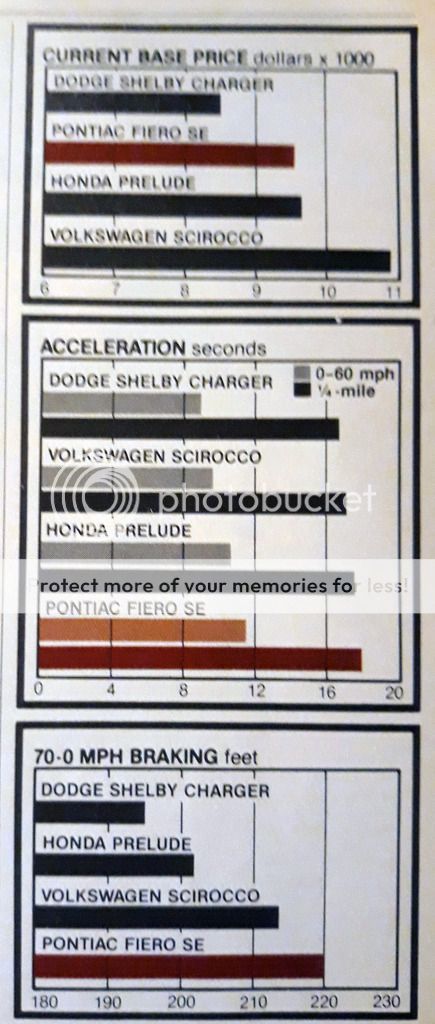 CURRENT BASE PRICE dollars x 1000
DODGE SHELBY CHARGER
PONTIAC FIERO SE
HONDA PRELUDE
VOLKSWAGEN SCIROCCO
6 7 8 9 10 11
ACCELERATION seconds
0-60 mph
¼-mile
DODGE SHELBY CHARGER
VOLKSWAGEN SCIROCCO
photobucket
HONDA PRELUDE
Protect more of your memories for less!
PONTIAC FIERO SE
0 4 8 12 16 20
70-0 MPH BRAKING feet
DODGE SHELBY CHARGER
HONDA PRELUDE
VOLKSWAGEN SCIROCCO
PONTIAC FIERO SE
180 190 200 210 220 230